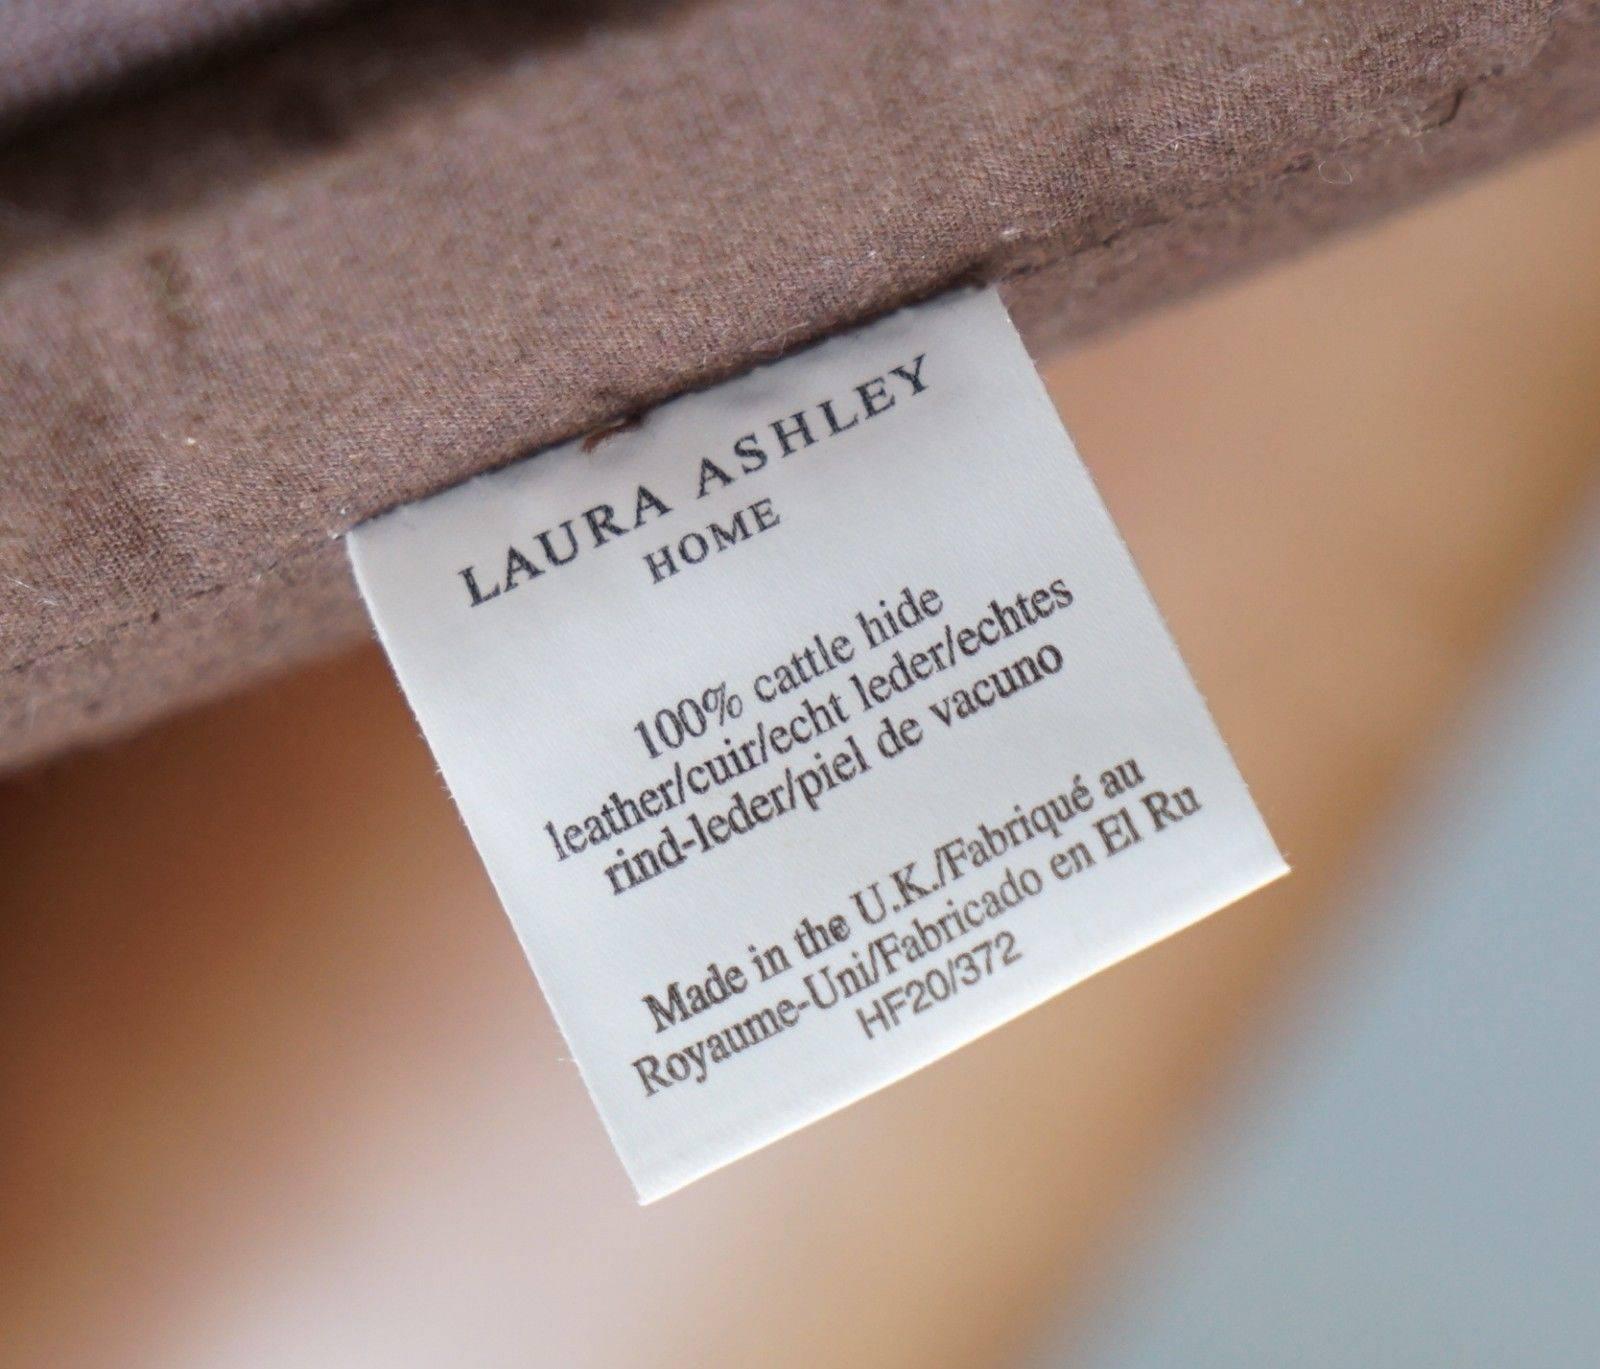 LAURA ASHLEY
HOME
100% cattle hide
leather/cuir/echt leder/echtes
rind-leder/piel de vacuno
Made in the U.K./Fabriqué au
Royaume-Uni/Fabricado en El Ru
HF20/372